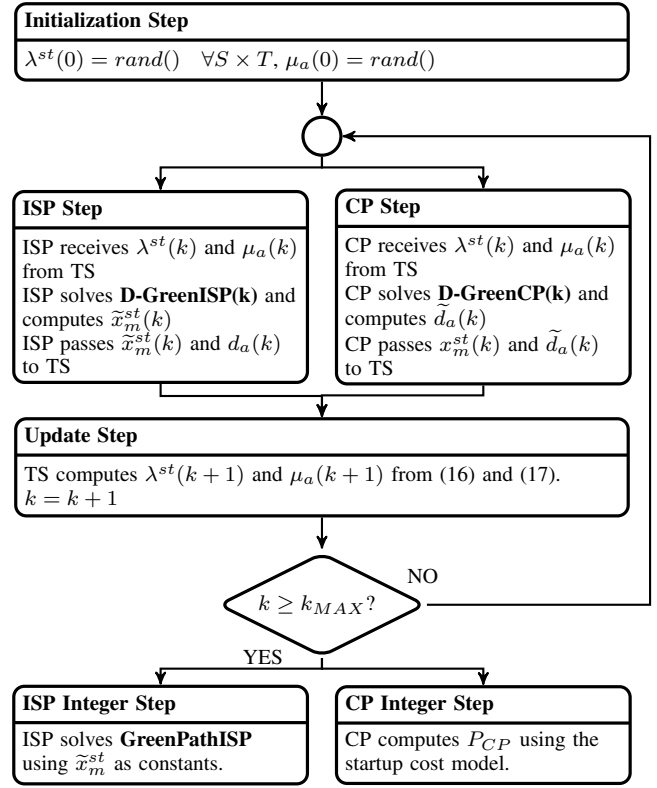 Initialization Step
λ^{st}(0) = rand() ∀S × T, μ_a(0) = rand()
ISP Step
ISP receives λ^{st}(k) and μ_a(k)
from TS
ISP solves D-GreenISP(k) and
computes x̃_m^{st}(k)
ISP passes x̃_m^{st}(k) and d_a(k)
to TS
CP Step
CP receives λ^{st}(k) and μ_a(k)
from TS
CP solves D-GreenCP(k) and
computes d̃_a(k)
CP passes x_m^{st}(k) and d̃_a(k)
to TS
Update Step
TS computes λ^{st}(k + 1) and μ_a(k + 1) from (16) and (17).
k = k + 1
k ≥ k_{MAX}?
NO
YES
ISP Integer Step
ISP solves GreenPathISP
using x̃_m^{st} as constants.
CP Integer Step
CP computes P_{CP} using the
startup cost model.